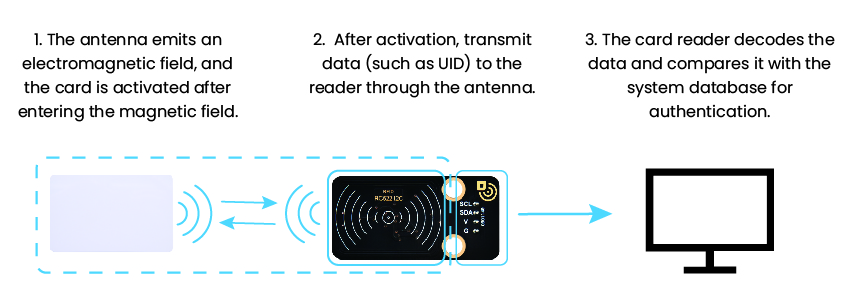 1. The antenna emits an
electromagnetic field, and
the card is activated after
entering the magnetic field.
2. After activation, transmit
data (such as UID) to the
reader through the antenna.
3. The card reader decodes the
data and compares it with the
system database for
authentication.
RFID
RC522 I2C
SCL
SDA
V
G